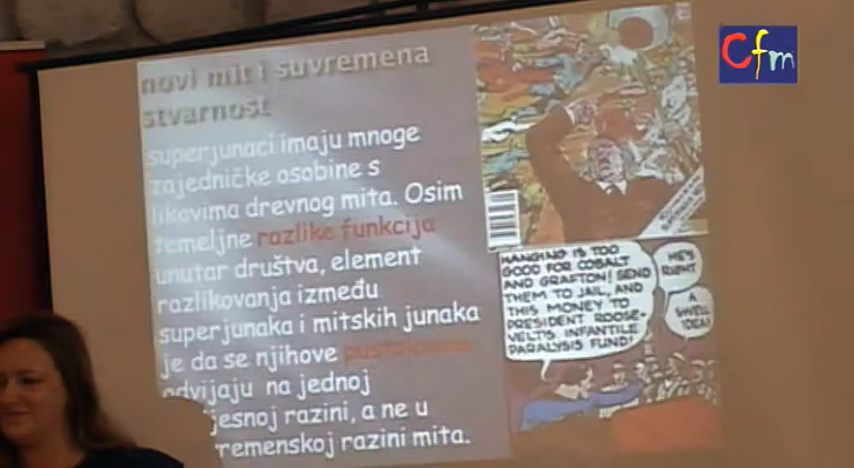 Cfm
novi mit i suvremena
stvarnost
superjunaci imaju mnoge
zajedničke osobine s
likovima drevnog mita. Osim
temeljne razlike funkcija
unutar društva, element
razlikovanja između
superjunaka i mitskih junaka
je da se njihove
odvijaju na jednoj
jesnoj razini, a ne u
remenskoj razini mita.
HANGING IS TOO
GOOD FOR COBALT
AND GRAFTON! SEND
THEM TO JAIL, AND
THIS MONEY TO
PRESIDENT ROOSE-
VELT'S INFANTILE
PARALYSIS FUND!
HE'S
RIGHT
A
SWELL
IDEA!